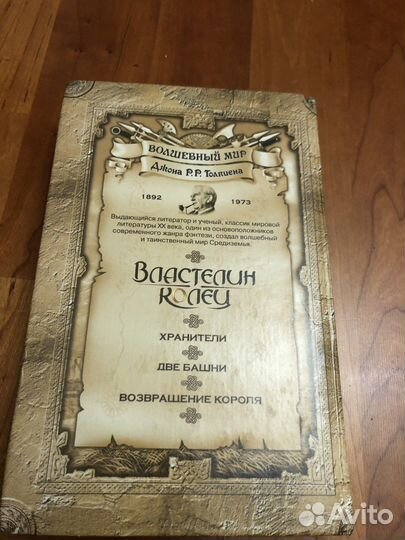 ВОЛШЕБНЫЙ МИР
Джона Р.Р. Толкиена
1892 1973
Выдающийся литератор и ученый, классик мировой
литературы XX века, один из основоположников
современного жанра фэнтези, создал волшебный
и таинственный мир Средиземья.
ВЛАСТЕЛИН
КОЛЕЦ
ХРАНИТЕЛИ
ДВЕ БАШНИ
ВОЗВРАЩЕНИЕ КОРОЛЯ
Avito